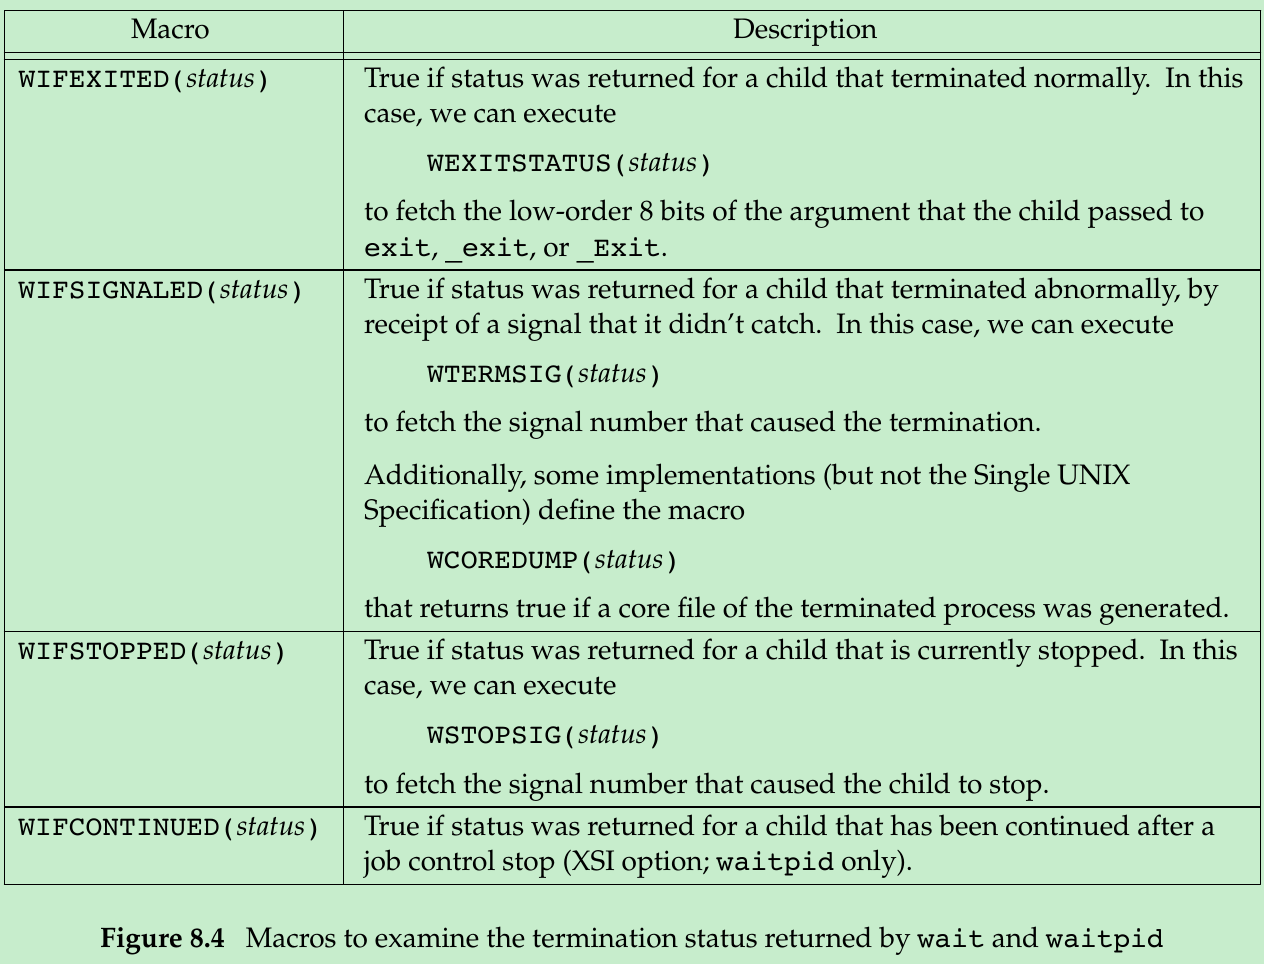 Macro Description
WIFEXITED(status) True if status was returned for a child that terminated normally. In this
case, we can execute
WEXITSTATUS(status)
to fetch the low-order 8 bits of the argument that the child passed to
exit, _exit, or _Exit.
WIFSIGNALED(status) True if status was returned for a child that terminated abnormally, by
receipt of a signal that it didn't catch. In this case, we can execute
WTERMSIG(status)
to fetch the signal number that caused the termination.
Additionally, some implementations (but not the Single UNIX
Specification) define the macro
WCOREDUMP(status)
that returns true if a core file of the terminated process was generated.
WIFSTOPPED(status) True if status was returned for a child that is currently stopped. In this
case, we can execute
WSTOPSIG(status)
to fetch the signal number that caused the child to stop.
WIFCONTINUED(status) True if status was returned for a child that has been continued after a
job control stop (XSI option; waitpid only).
Figure 8.4 Macros to examine the termination status returned by wait and waitpid